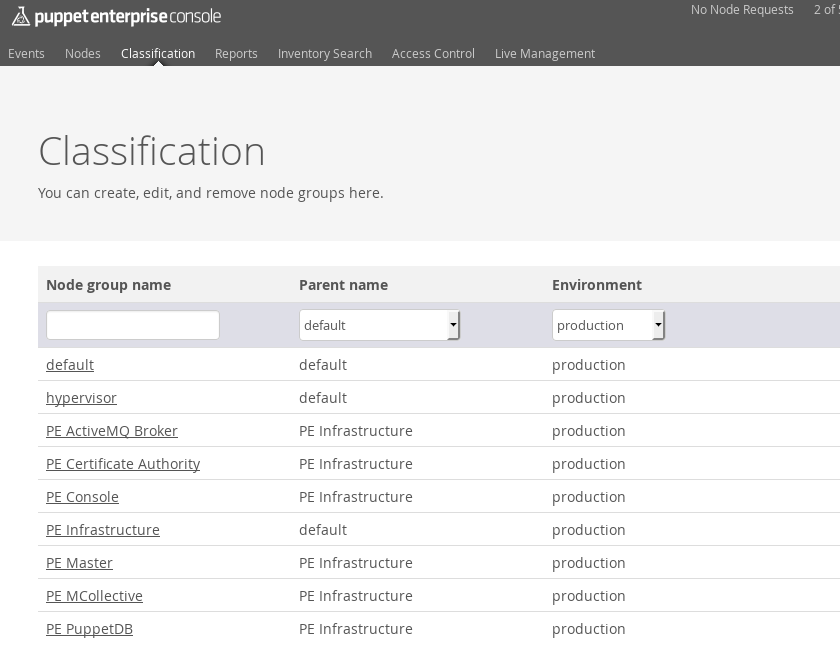 puppet enterprise console
No Node Requests 2 of
Events Nodes Classification Reports Inventory Search Access Control Live Management
Classification
You can create, edit, and remove node groups here.
Node group name Parent name Environment
default production
default default production
hypervisor default production
PE ActiveMQ Broker PE Infrastructure production
PE Certificate Authority PE Infrastructure production
PE Console PE Infrastructure production
PE Infrastructure default production
PE Master PE Infrastructure production
PE MCollective PE Infrastructure production
PE PuppetDB PE Infrastructure production